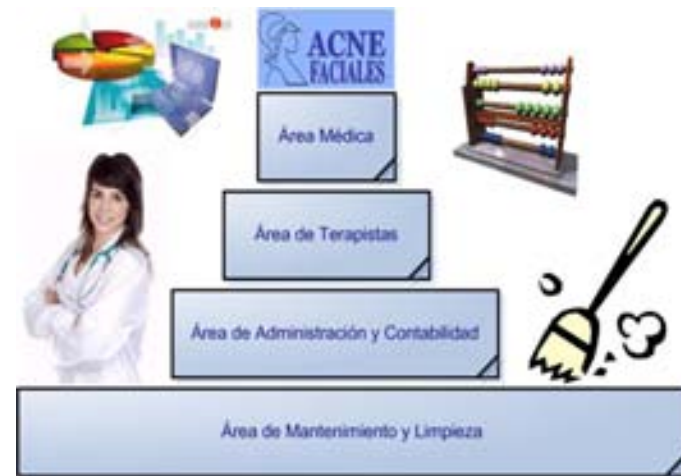 ACNE
FACIALES
Área Médica
Área de Terapistas
Área de Administración y Contabilidad
Área de Mantenimiento y Limpieza